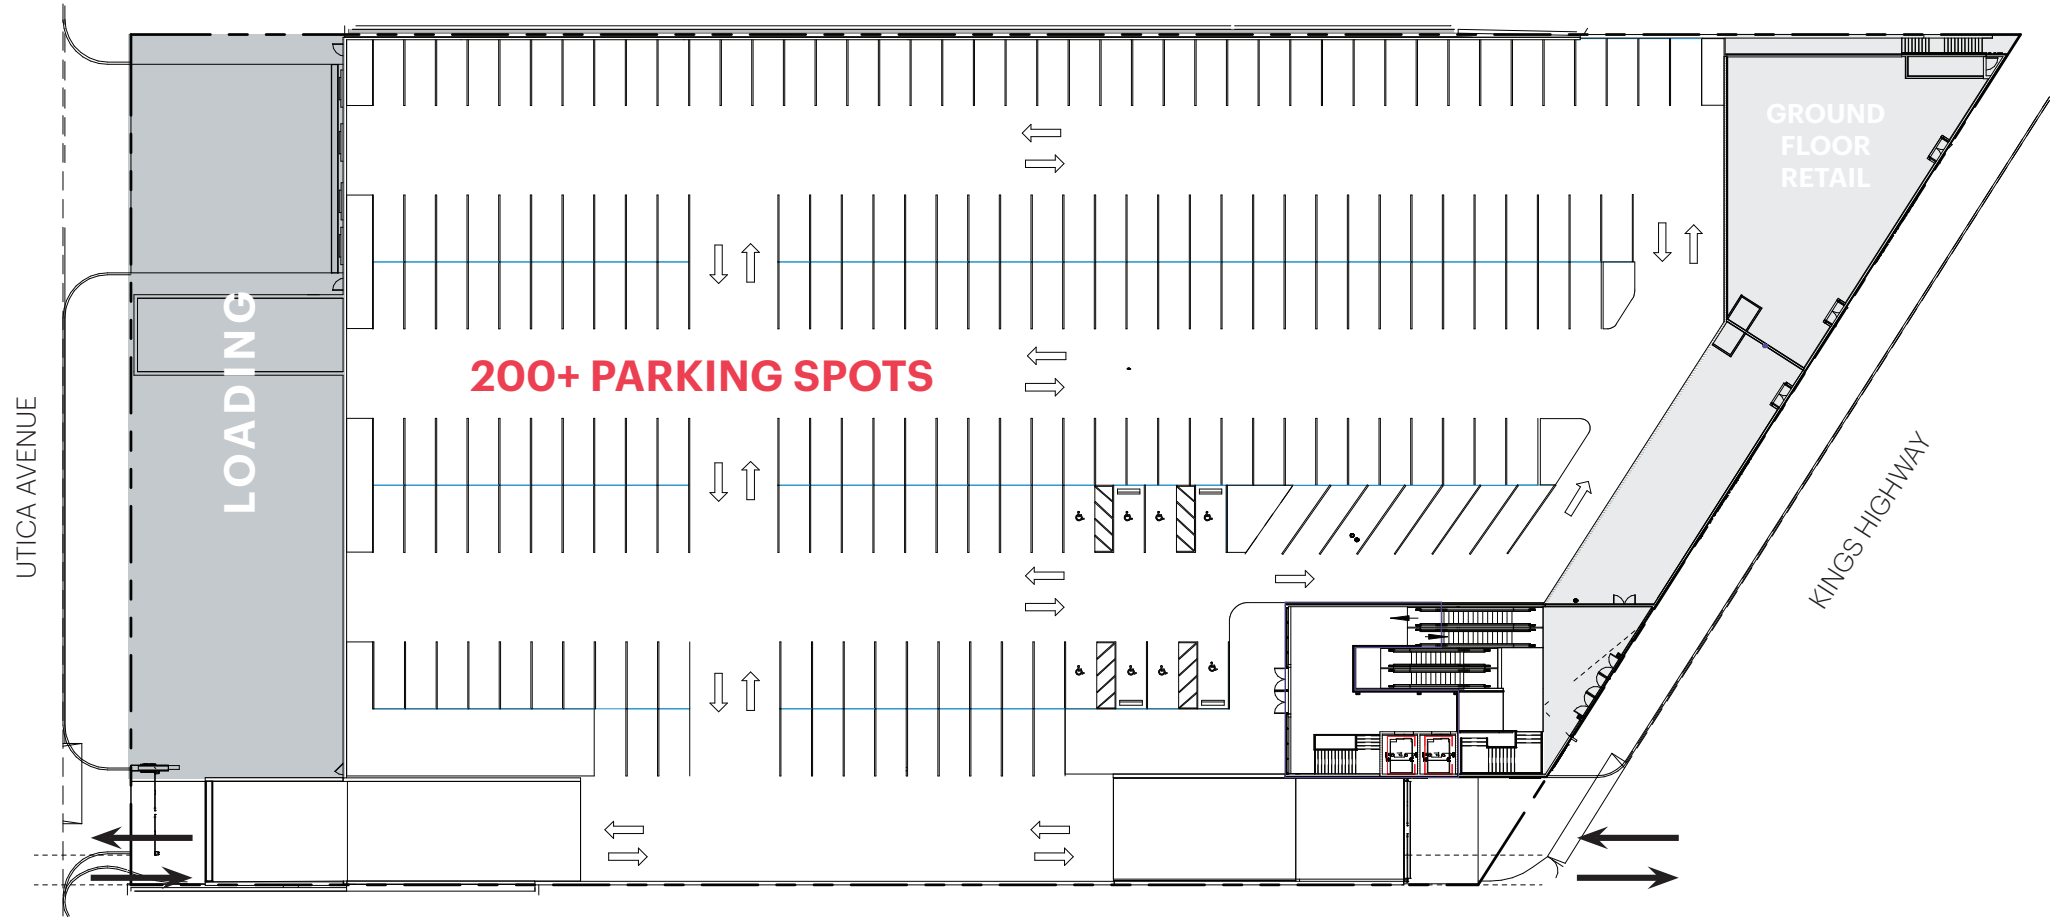 GROUND
FLOOR
RETAIL
LOADING
200+ PARKING SPOTS
UTICA AVENUE
KINGS HIGHWAY